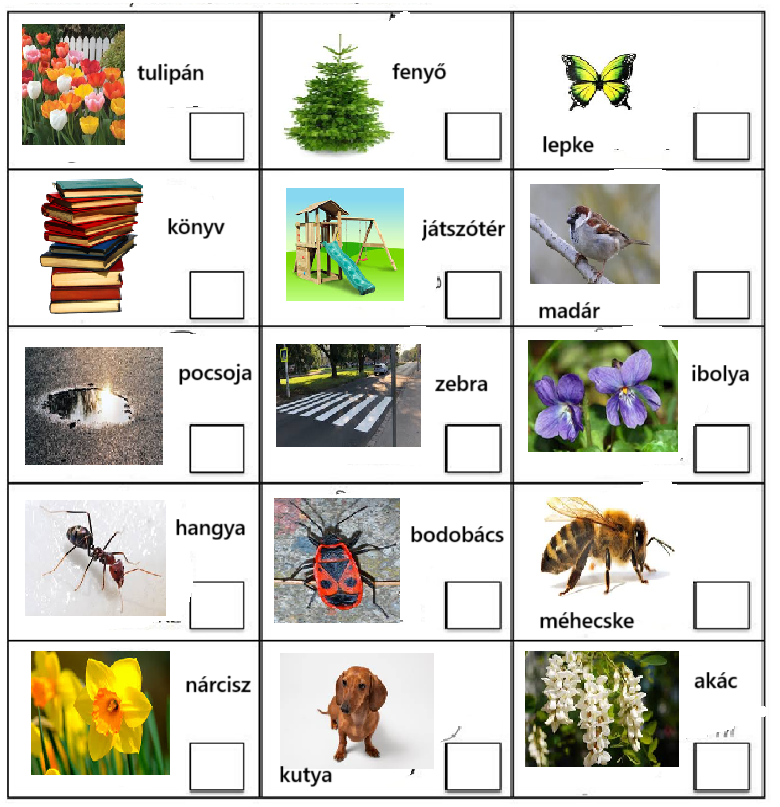 tulipán
fenyő
lepke
könyv
játszótér
madár
pocsoja
zebra
ibolya
hangya
bodobács
méhecske
nárcisz
kutya
akác